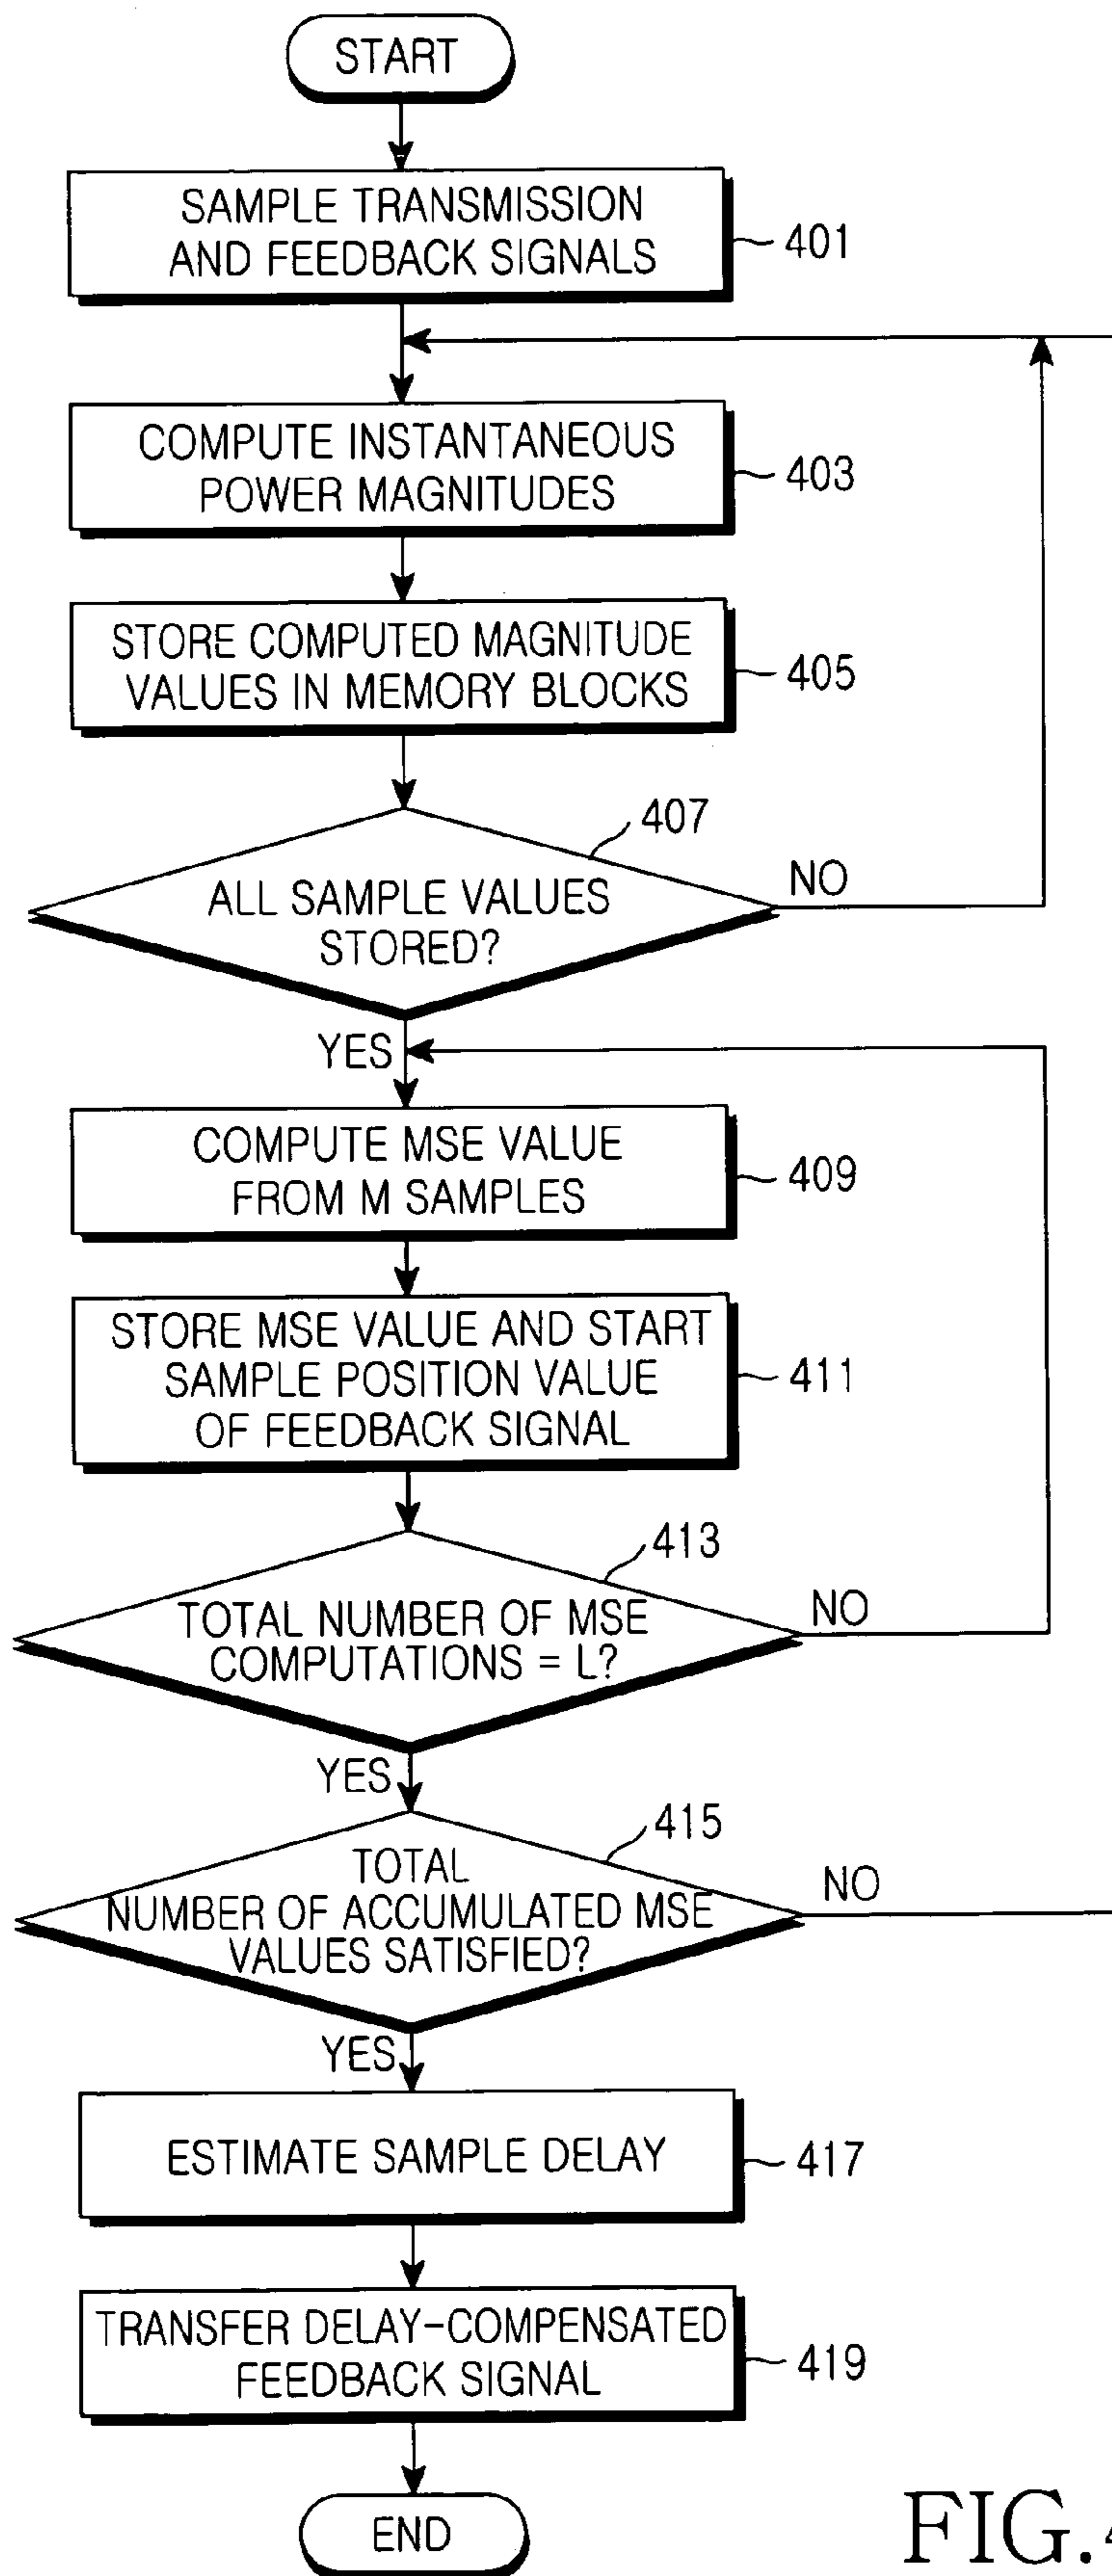 START
SAMPLE TRANSMISSION
AND FEEDBACK SIGNALS
401
COMPUTE INSTANTANEOUS
POWER MAGNITUDES
403
STORE COMPUTED MAGNITUDE
VALUES IN MEMORY BLOCKS
405
407
ALL SAMPLE VALUES
STORED?
NO
YES
COMPUTE MSE VALUE
FROM M SAMPLES
409
STORE MSE VALUE AND START
SAMPLE POSITION VALUE
OF FEEDBACK SIGNAL
411
413
TOTAL NUMBER OF MSE
COMPUTATIONS = L?
NO
YES
415
TOTAL
NUMBER OF ACCUMULATED MSE
VALUES SATISFIED?
NO
YES
ESTIMATE SAMPLE DELAY
417
TRANSFER DELAY-COMPENSATED
FEEDBACK SIGNAL
419
END
FIG.4